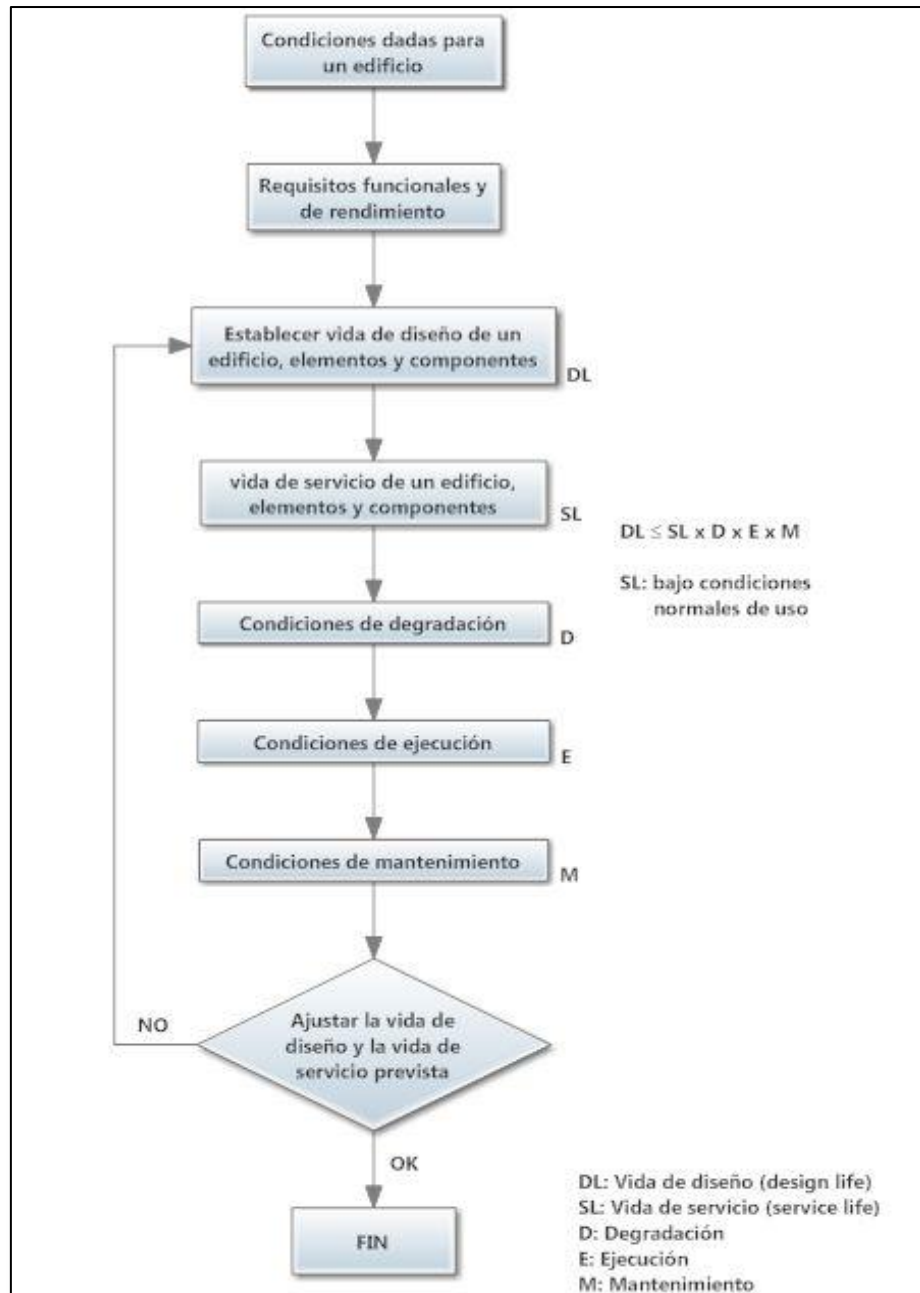 Condiciones dadas para
un edificio
Requisitos funcionales y
de rendimiento
Establecer vida de diseño de un
edificio, elementos y componentes
DL
vida de servicio de un edificio,
elementos y componentes
SL
DL ≤ SL x D x E x M
SL: bajo condiciones
normales de uso
Condiciones de degradación
D
Condiciones de ejecución
E
Condiciones de mantenimiento
M
Ajustar la vida de
diseño y la vida de
servicio prevista
NO
OK
FIN
DL: Vida de diseño (design life)
SL: Vida de servicio (service life)
D: Degradación
E: Ejecución
M: Mantenimiento